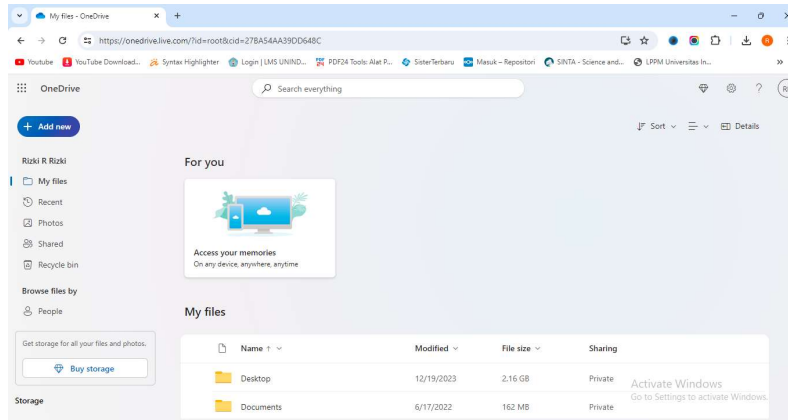 My files - OneDrive
https://onedrive.live.com/?id=root&cid=27BA54AA39DD648C
Youtube YouTube Download... Syntax Highlighter Login | LMS UNIND... PDF24 Tools: Alat P... SisterTerbaru Masuk – Repositori SINTA - Science and... LPPM Universitas In...
OneDrive Search everything ?
+ Add new Sort Details
Rizki R Rizki
For you
My files
Recent
Photos
Shared
Recycle bin
Access your memories
On any device, anywhere, anytime
Browse files by
People
My files
Get storage for all your files and photos.
Buy storage
Name ↑ Modified File size Sharing
Desktop 12/19/2023 2.16 GB Private
Documents 6/17/2022 162 MB Private
Storage
Activate Windows
Go to Settings to activate Windows.